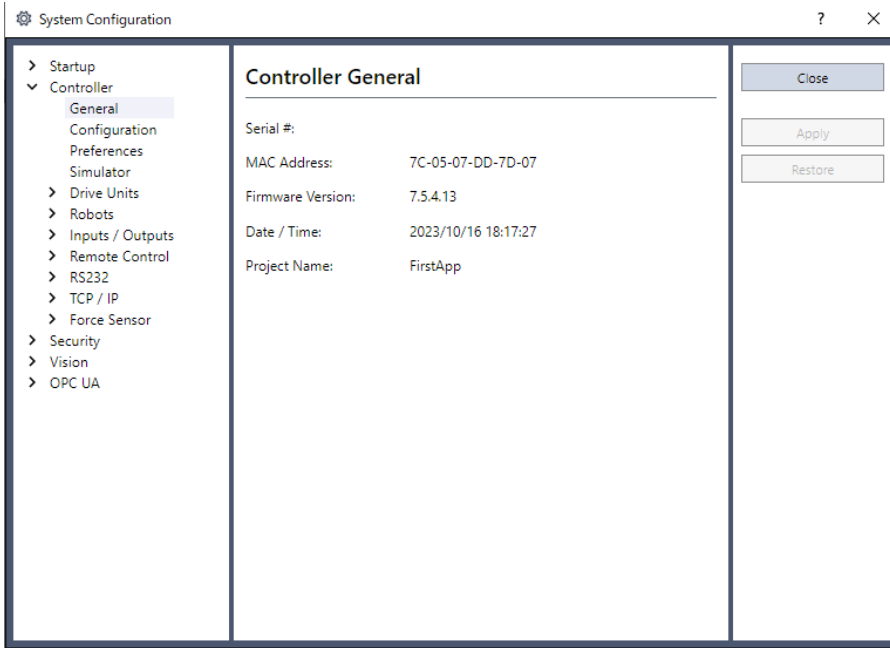 System Configuration
Startup
Controller
General
Configuration
Preferences
Simulator
Drive Units
Robots
Inputs / Outputs
Remote Control
RS232
TCP / IP
Force Sensor
Security
Vision
OPC UA
Controller General
Serial #:
MAC Address: 7C-05-07-DD-7D-07
Firmware Version: 7.5.4.13
Date / Time: 2023/10/16 18:17:27
Project Name: FirstApp
Close
Apply
Restore